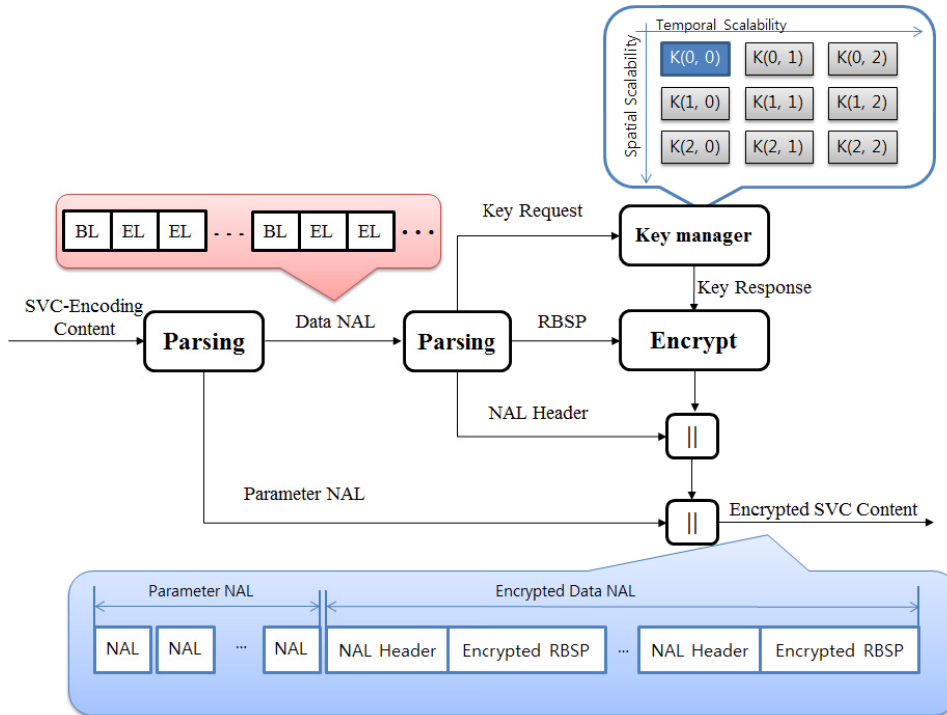 Temporal Scalability
Spatial Scalability
K(0, 0) K(0, 1) K(0, 2)
K(1, 0) K(1, 1) K(1, 2)
K(2, 0) K(2, 1) K(2, 2)
BL EL EL - - - BL EL EL ...
Key Request
Key manager
Key Response
SVC-Encoding
Content
Parsing
Data NAL
Parsing
RBSP
Encrypt
NAL Header
||
Parameter NAL
||
Encrypted SVC Content
Parameter NAL
Encrypted Data NAL
NAL NAL ... NAL NAL Header Encrypted RBSP ... NAL Header Encrypted RBSP